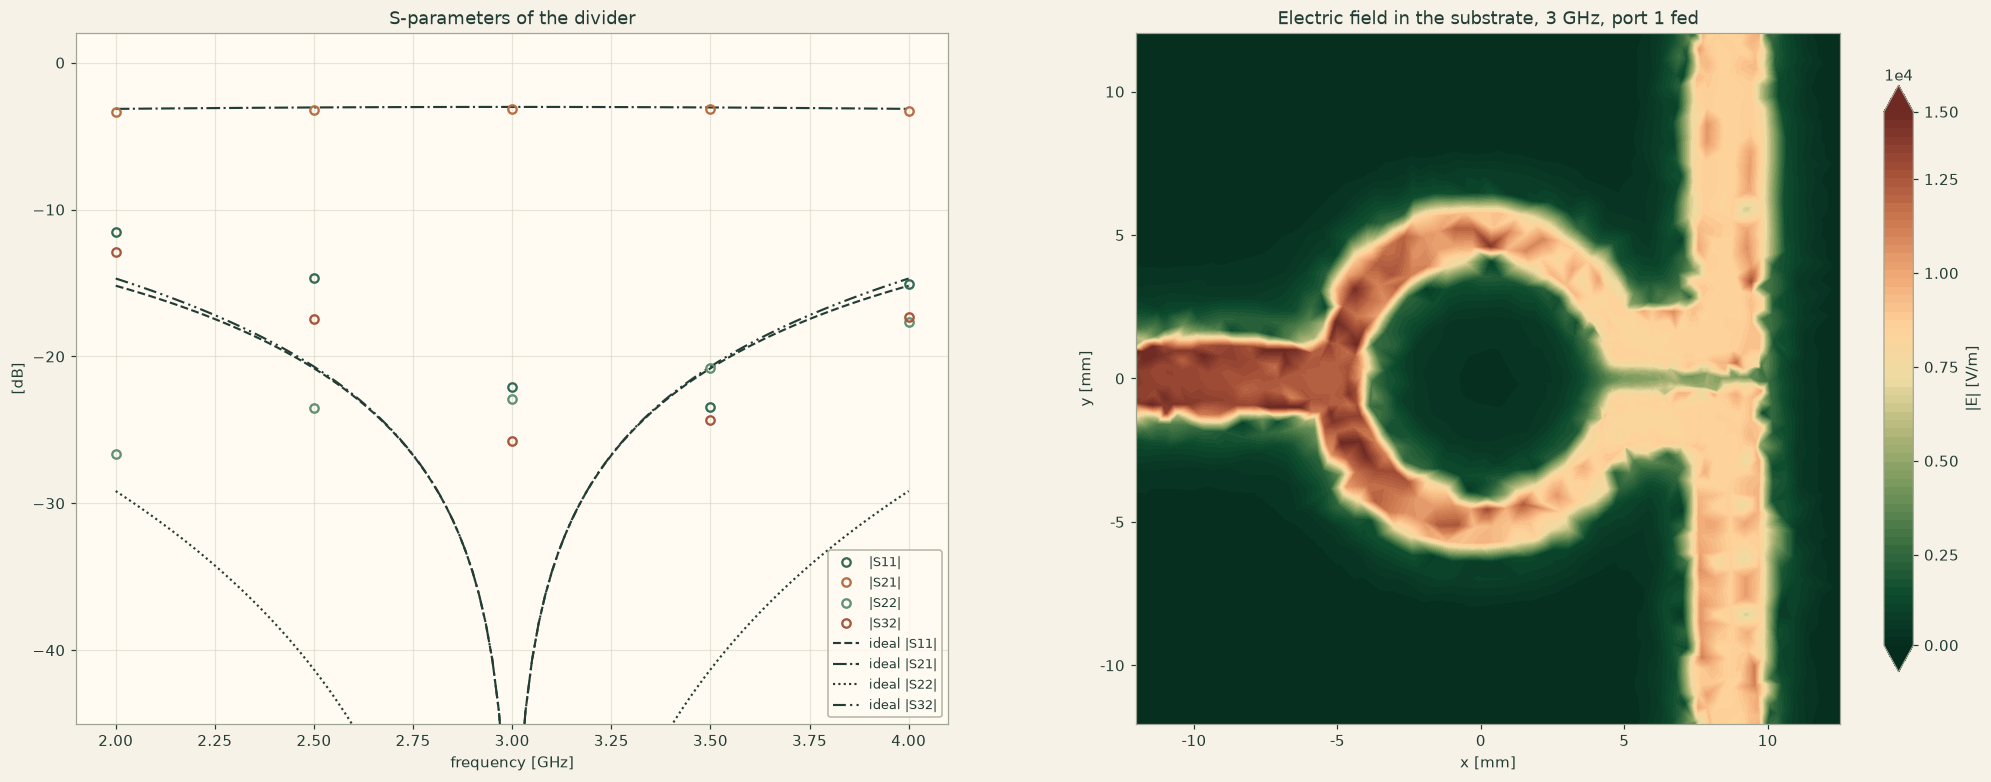 S-parameters of the divider
0
−10
−20
−30
−40
[dB]
2.00
2.25
2.50
2.75
3.00
3.25
3.50
3.75
4.00
frequency [GHz]
|S11|
|S21|
|S22|
|S32|
ideal |S11|
ideal |S21|
ideal |S22|
ideal |S32|
Electric field in the substrate, 3 GHz, port 1 fed
10
5
0
-5
-10
y [mm]
-10
-5
0
5
10
x [mm]
1e4
1.50
1.25
1.00
0.75
0.50
0.25
0.00
|E| [V/m]